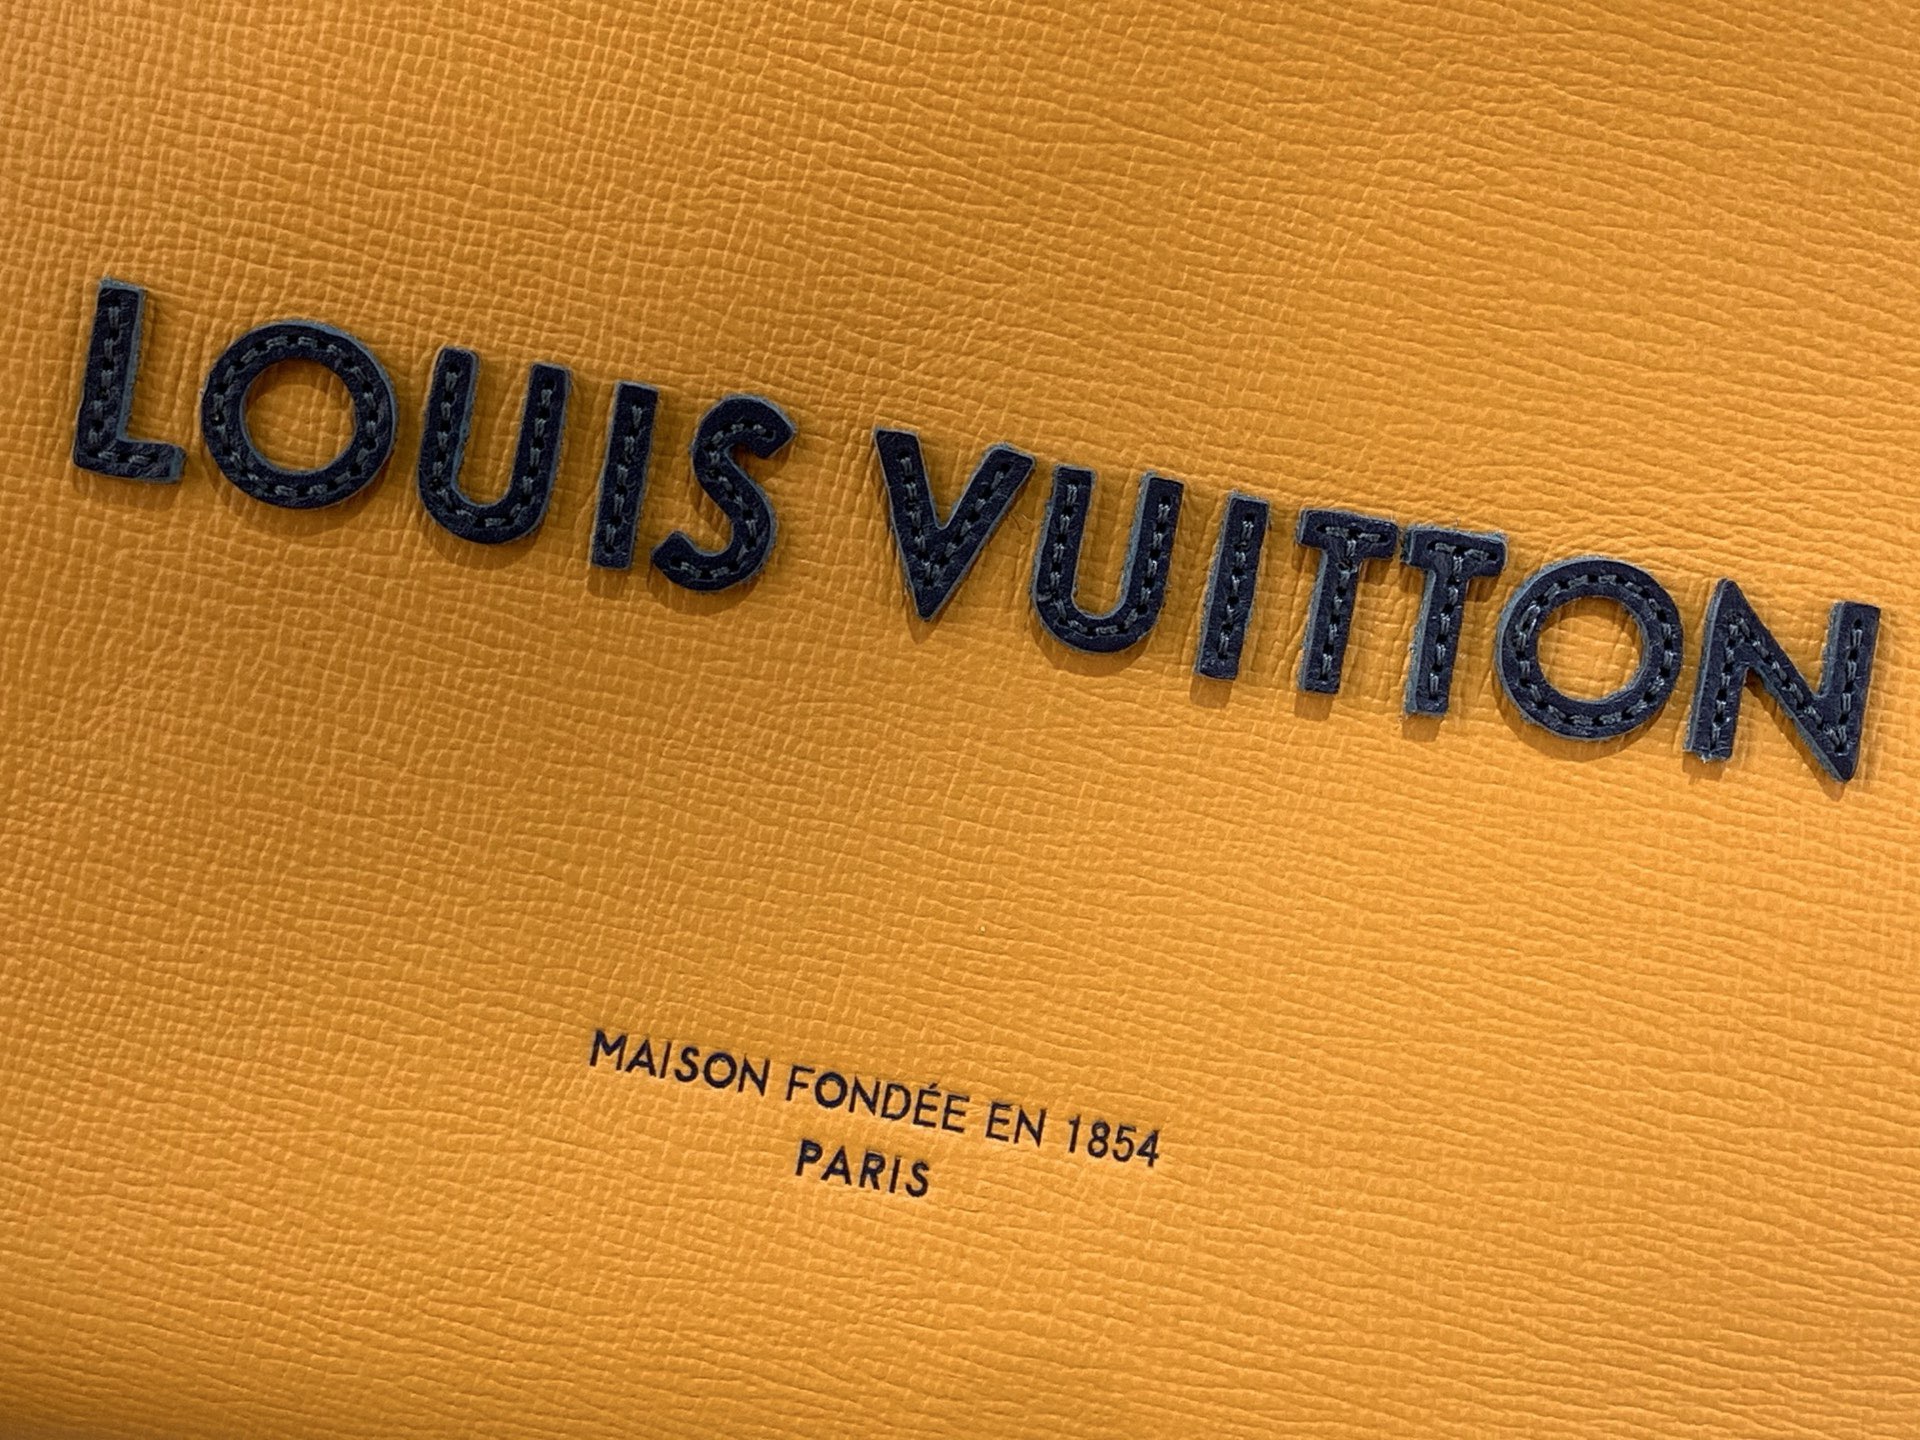 LOUIS VUITTON
MAISON FONDÉE EN 1854
PARIS